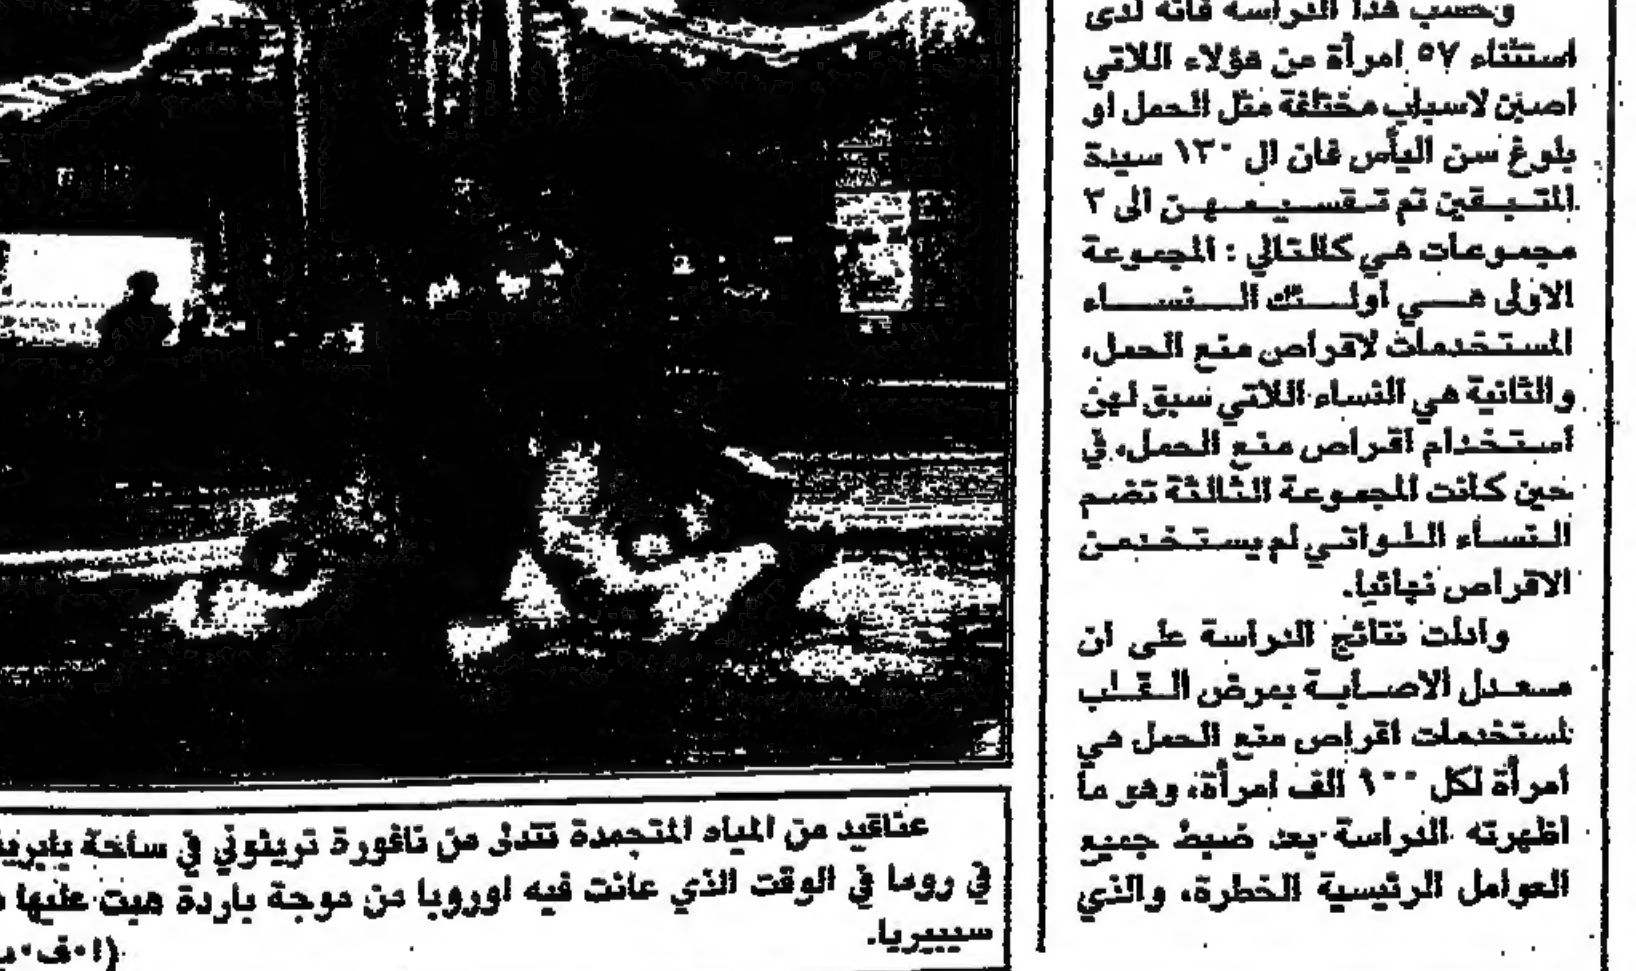 وحسب هذا الدراسة فانه لدى
استثناء ٥٧ امرأة من هؤلاء اللاتي
اصبن لاسباب مختلفة مثل الحمل او
بلوغ سن اليأس فان ال ١٣٠ سيدة
المتبقين تم تقسيمهن الى ٣
مجموعات هي كالتالي : المجموعة
الاولى هي أولئك النساء
المستخدمات لاقراص منع الحمل،
والثانية هي النساء اللاتي سبق لهن
استخدام اقراص منع الحمل، في
حين كانت المجموعة الثالثة تضم
النساء اللواتي لم يستخدمن
الاقراص نهائيا.
وادلت نتائج الدراسة على ان
معدل الاصابة بمرض القلب
لمستخدمات اقراص منع الحمل هي
امرأة لكل ١٠٠ الف امرأة، وهو ما
اظهرته الدراسة بعد ضبط جميع
العوامل الرئيسية الخطرة، والذي
عناقيد من المياه المتجمدة تتدلى من نافورة تريتوني في ساحة
في روما في الوقت الذي عانت فيه اوروبا من موجة باردة هبت عليها
سيبيريا.